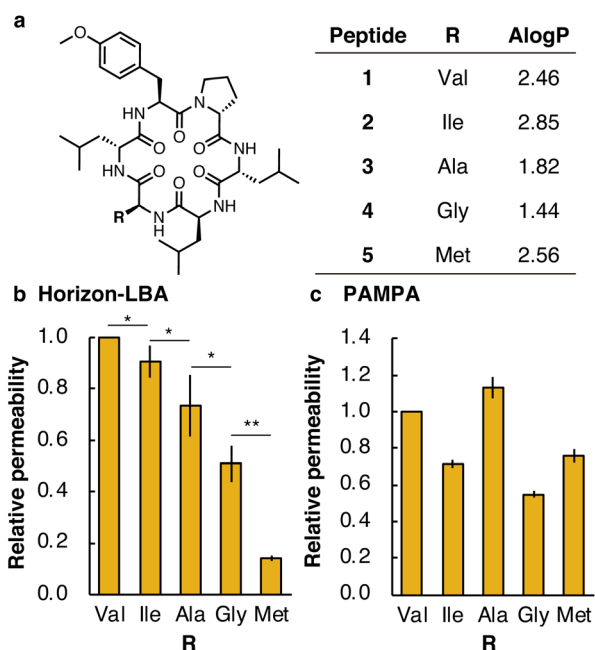 a
Peptide R AlogP
1 Val 2.46
2 Ile 2.85
3 Ala 1.82
4 Gly 1.44
5 Met 2.56
O
O
N
HN
O
O
O
NH
HN
O
O
O
NH
R
N
H
b Horizon-LBA
Relative permeability
1.0
0.8
0.6
0.4
0.2
0.0
* * * **
Val Ile Ala Gly Met
R
c PAMPA
Relative permeability
1.4
1.2
1.0
0.8
0.6
0.4
0.2
0.0
Val Ile Ala Gly Met
R